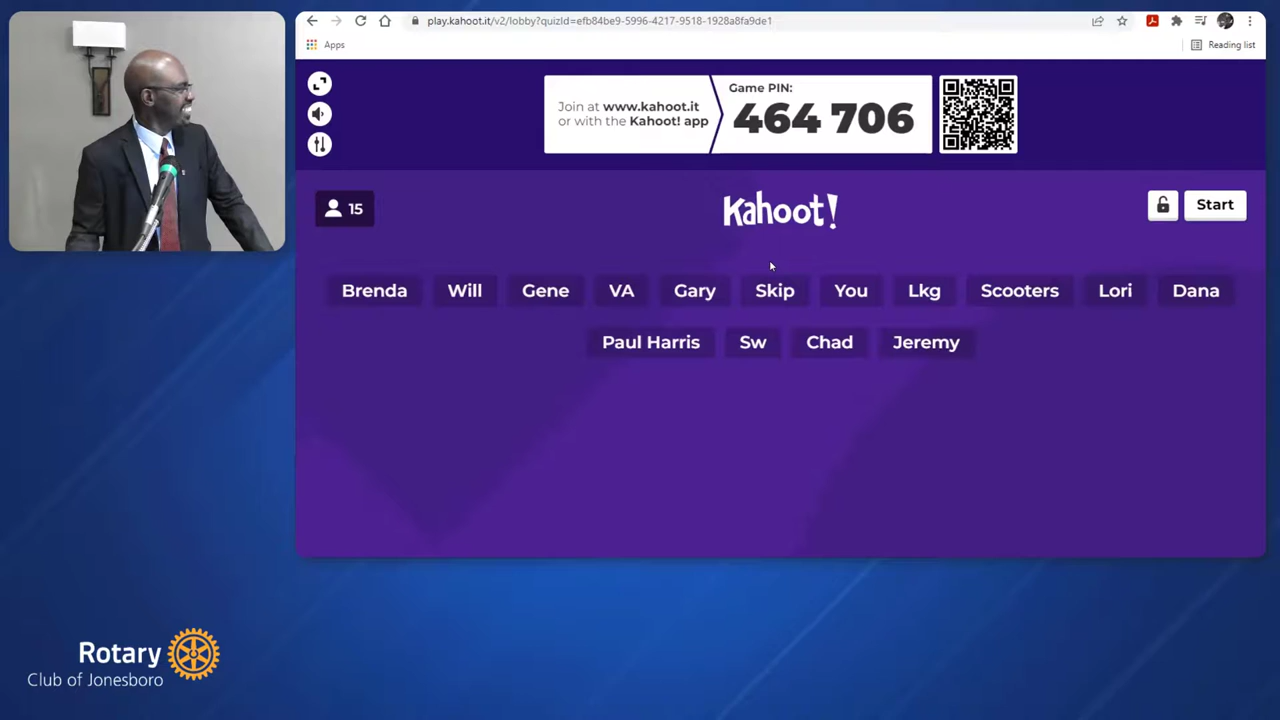 play.kahoot.it/v2/lobby?quizId=efb84be9-5996-4217-9518-1928a8fa9de1
Apps
Reading list
Join at www.kahoot.it
or with the Kahoot! app
Game PIN:
464 706
15
Kahoot!
Start
Brenda Will Gene VA Gary Skip You Lkg Scooters Lori Dana
Paul Harris Sw Chad Jeremy
Rotary
Club of Jonesboro